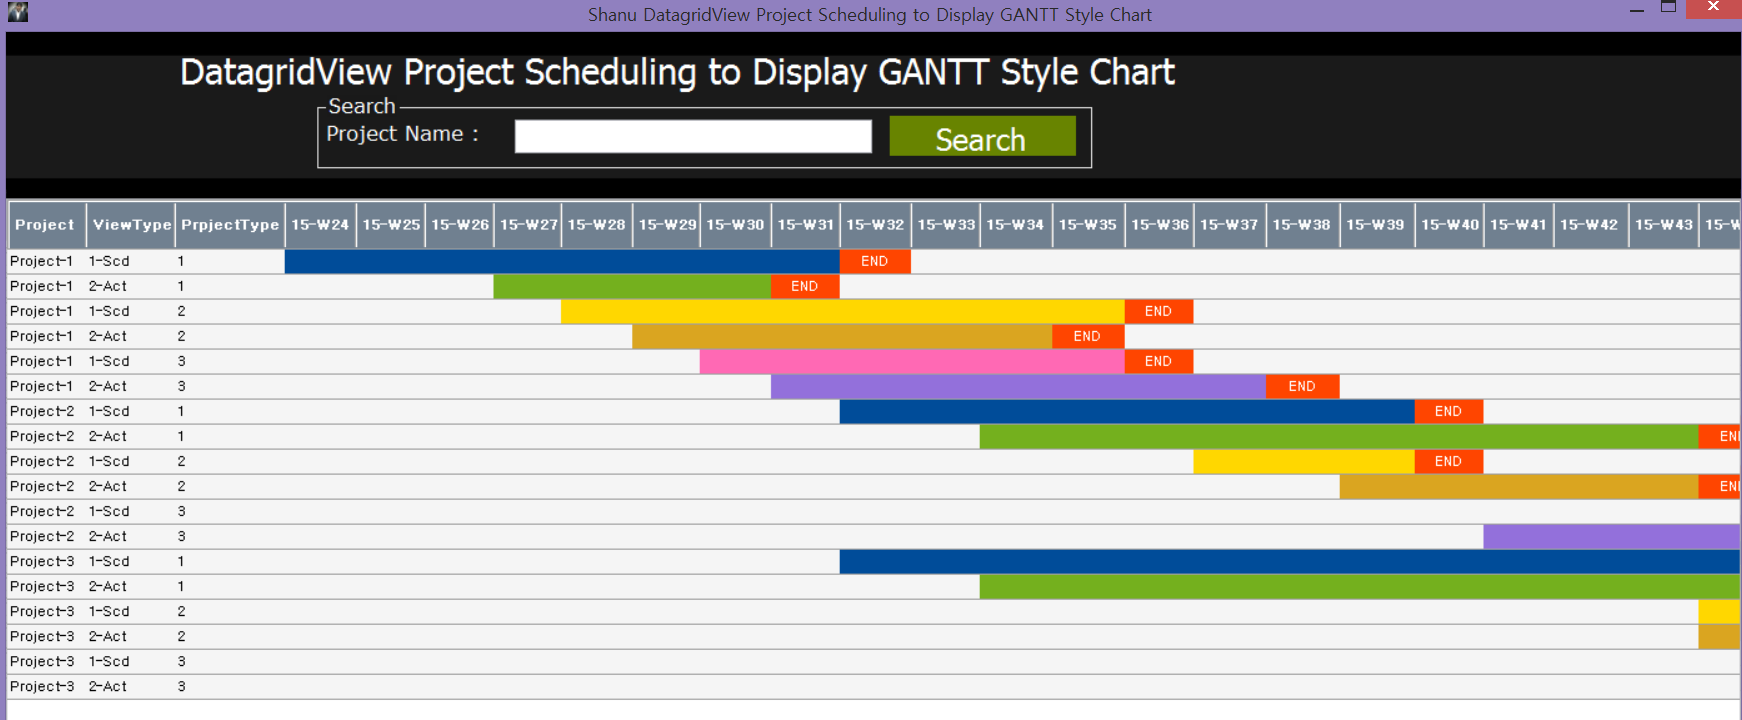 Shanu DatagridView Project Scheduling to Display GANTT Style Chart
DatagridView Project Scheduling to Display GANTT Style Chart
Search
Project Name : Search
Project ViewType PrpjectType 15-W24 15-W25 15-W26 15-W27 15-W28 15-W29 15-W30 15-W31 15-W32 15-W33 15-W34 15-W35 15-W36 15-W37 15-W38 15-W39 15-W40 15-W41 15-W42 15-W43 15-W
Project-1 1-Scd 1 END
Project-1 2-Act 1 END
Project-1 1-Scd 2 END
Project-1 2-Act 2 END
Project-1 1-Scd 3 END
Project-1 2-Act 3 END
Project-2 1-Scd 1 END
Project-2 2-Act 1 EN
Project-2 1-Scd 2 END
Project-2 2-Act 2 EN
Project-2 1-Scd 3
Project-2 2-Act 3
Project-3 1-Scd 1
Project-3 2-Act 1
Project-3 1-Scd 2
Project-3 2-Act 2
Project-3 1-Scd 3
Project-3 2-Act 3